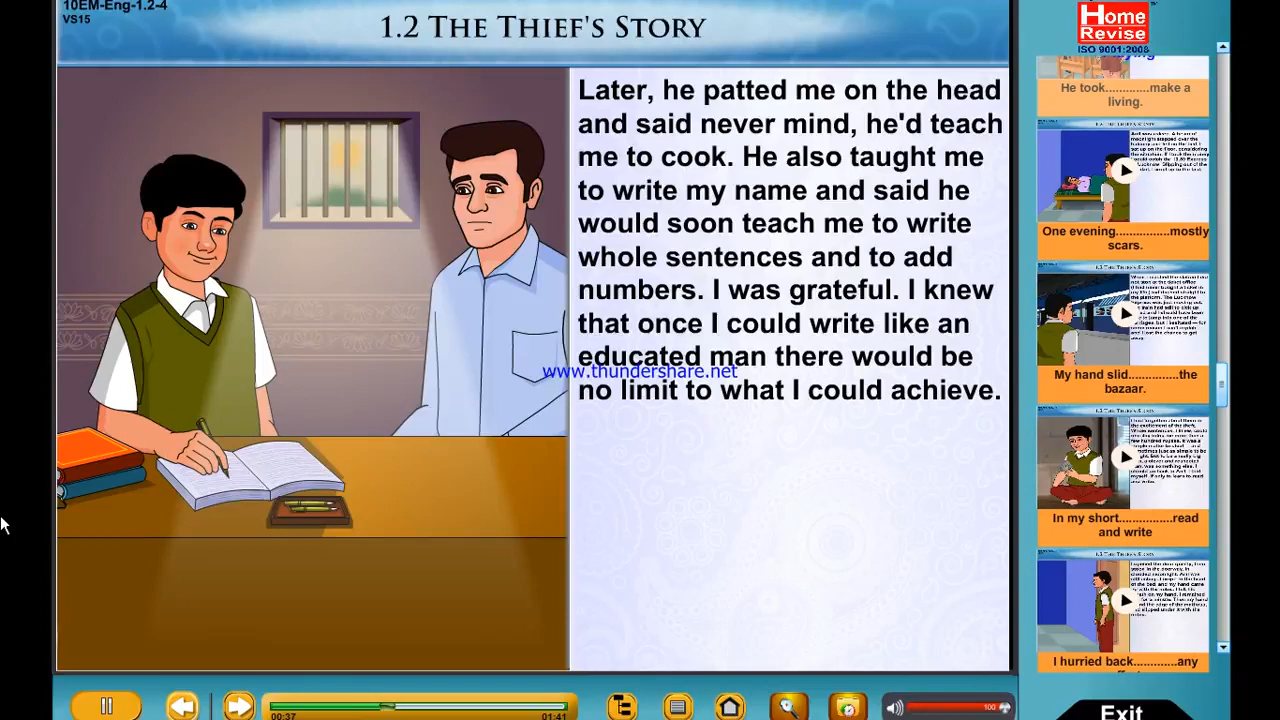 10EM-Eng-1.2-4
VS15
1.2 The Thief's Story
Home
Revise
ISO 9001:2008
Later, he patted me on the head
and said never mind, he'd teach
me to cook. He also taught me
to write my name and said he
would soon teach me to write
whole sentences and to add
numbers. I was grateful. I knew
that once I could write like an
educated man there would be
no limit to what I could achieve.
www.thundershare.net
He took............make a
living.
One evening...............mostly
scars.
My hand slid..............the
bazaar.
In my short...............read
and write
I hurried back............any
00:37
01:41
100
Exit